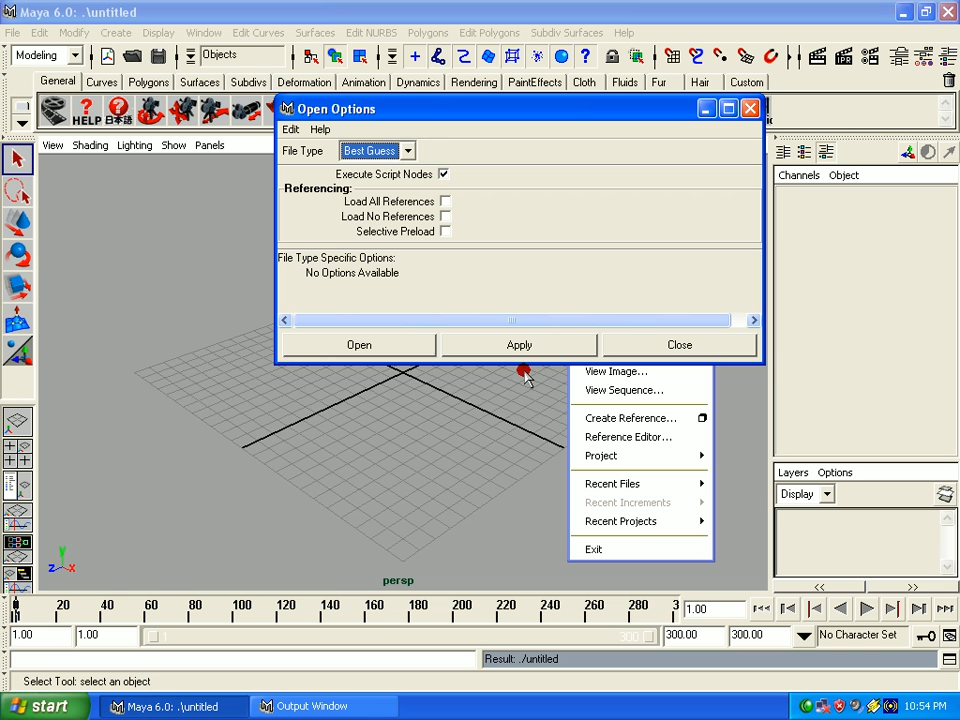 Maya 6.0: .\untitled
File Edit Modify Create Display Window Edit Curves Surfaces Edit NURBS Edit Polygons Subdiv Surfaces Help
Modeling Objects
General Curves Polygons Surfaces Subdivs Deformation Animation Dynamics Rendering PaintEffects Cloth Fluids Fur Hair Custom
HELP 日本語
View Shading Lighting Show Panels
Open Options
Edit Help
File Type Best Guess
Execute Script Nodes
Referencing:
Load All References
Load No References
Selective Preload
File Type Specific Options:
No Options Available
Open Apply Close
Channels Object
View Image...
View Sequence...
Create Reference...
Reference Editor...
Project
Recent Files
Recent Increments
Recent Projects
Exit
Layers Options
Display
y
z x
persp
<< >>
20 40 60 80 100 120 140 160 180 200 220 240 260 280 3
1.00
1.00 1.00 1 300 300.00 300.00 No Character Set
Result: ./untitled
Select Tool: select an object
start Maya 6.0: .\untitled Output Window 10:54 PM